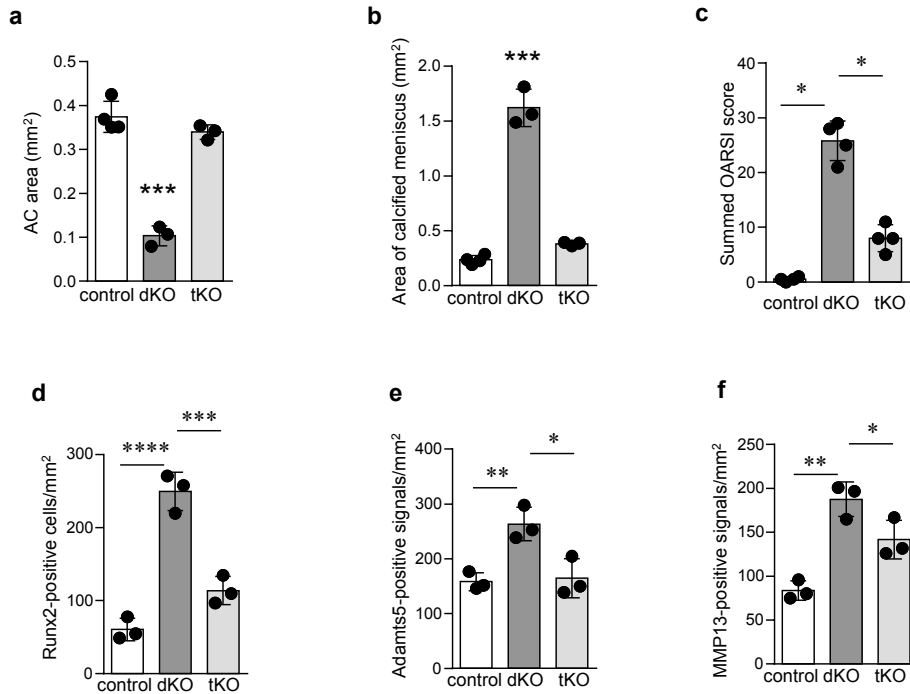 a
AC area (mm²)
0.4
0.3
0.2
0.1
0.0
***
control dKO tKO
b
Area of calcified meniscus (mm²)
2.0
1.5
1.0
0.5
0.0
***
control dKO tKO
c
Summed OARSI score
40
30
20
10
0
* *
control dKO tKO
d
Runx2-positive cells/mm²
300
200
100
0
**** ***
control dKO tKO
e
Adamts5-positive signals/mm²
400
300
200
100
0
** *
control dKO tKO
f
MMP13-positive signals/mm²
250
200
150
100
50
0
** *
control dKO tKO